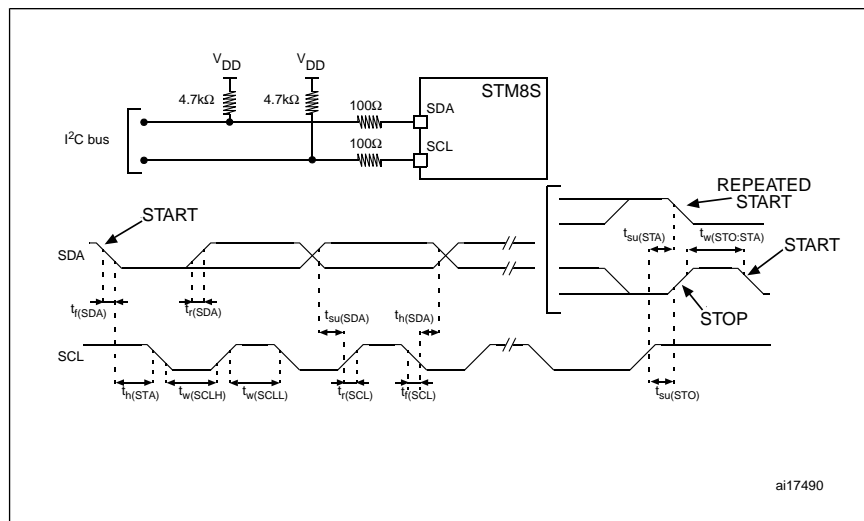 VDD VDD
4.7kΩ 4.7kΩ
STM8S
100Ω
SDA
I2C bus
100Ω
SCL
REPEATED
START
START
tsu(STA)
tw(STO:STA)
START
SDA
tf(SDA)
tr(SDA)
tsu(SDA)
th(SDA)
STOP
SCL
th(STA)
tw(SCLH)
tw(SCLL)
tr(SCL)
tf(SCL)
tsu(STO)
ai17490